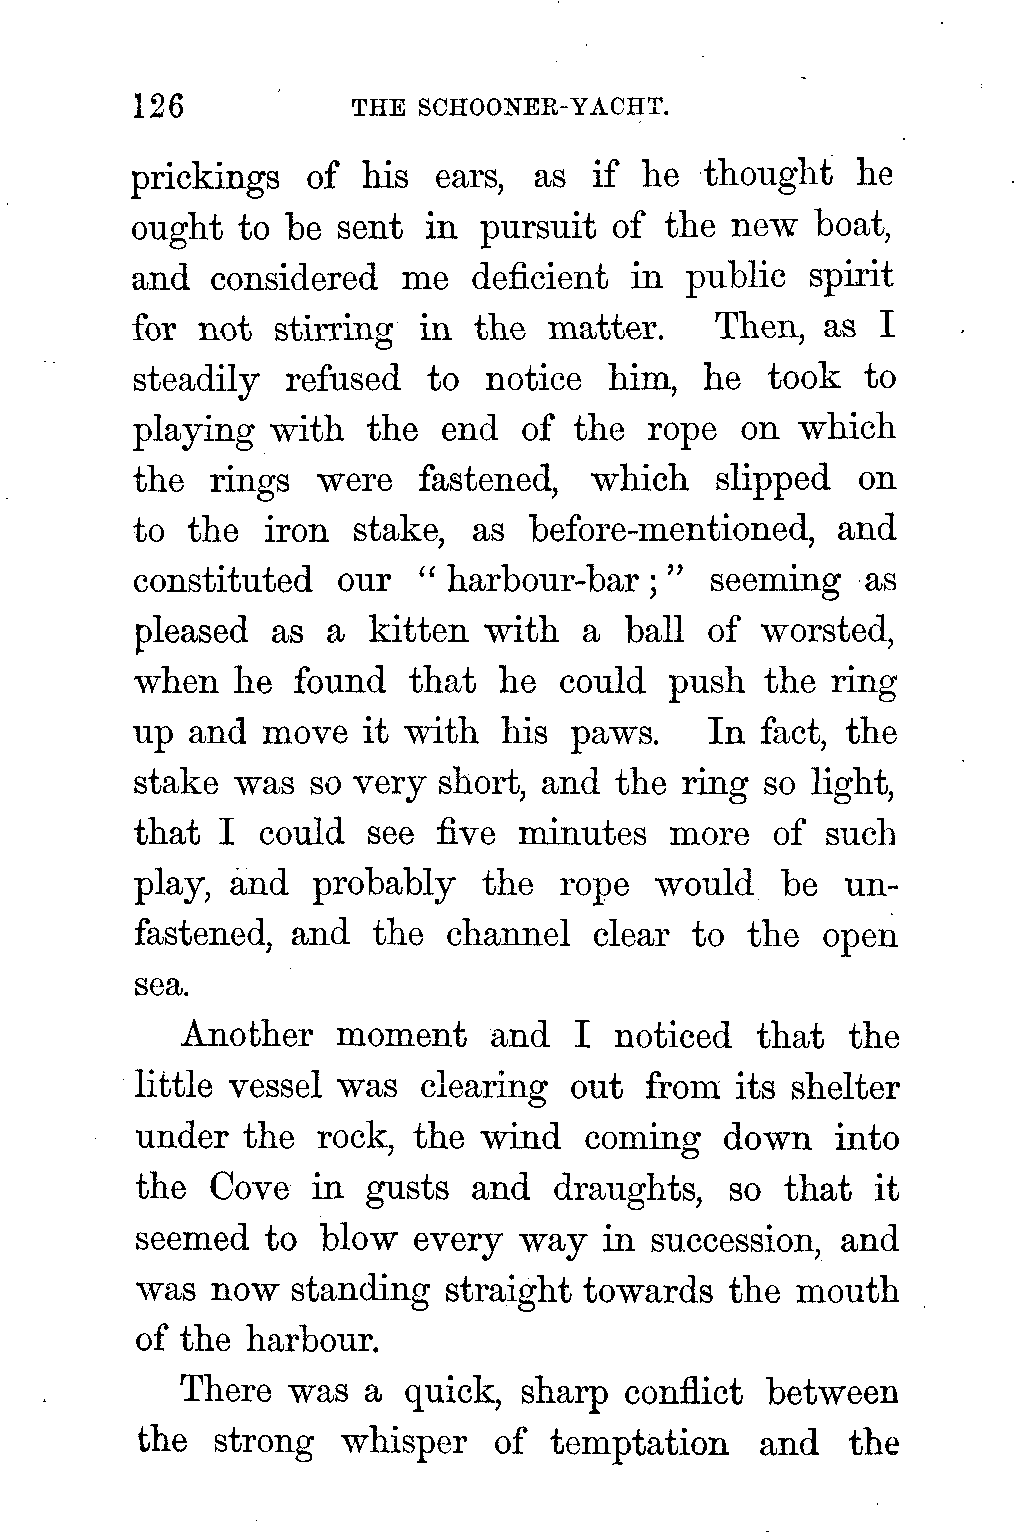 126 THE SCHOONER-YACHT.
prickings of his ears, as if he thought he
ought to be sent in pursuit of the new boat,
and considered me deficient in public spirit
for not stirring in the matter. Then, as I
steadily refused to notice him, he took to
playing with the end of the rope on which
the rings were fastened, which slipped on
to the iron stake, as before-mentioned, and
constituted our " harbour-bar ; " seeming as
pleased as a kitten with a ball of worsted,
when he found that he could push the ring
up and move it with his paws. In fact, the
stake was so very short, and the ring so light,
that I could see five minutes more of such
play, and probably the rope would be un-
fastened, and the channel clear to the open
sea.
Another moment and I noticed that the
little vessel was clearing out from its shelter
under the rock, the wind coming down into
the Cove in gusts and draughts, so that it
seemed to blow every way in succession, and
was now standing straight towards the mouth
of the harbour.
There was a quick, sharp conflict between
the strong whisper of temptation and the